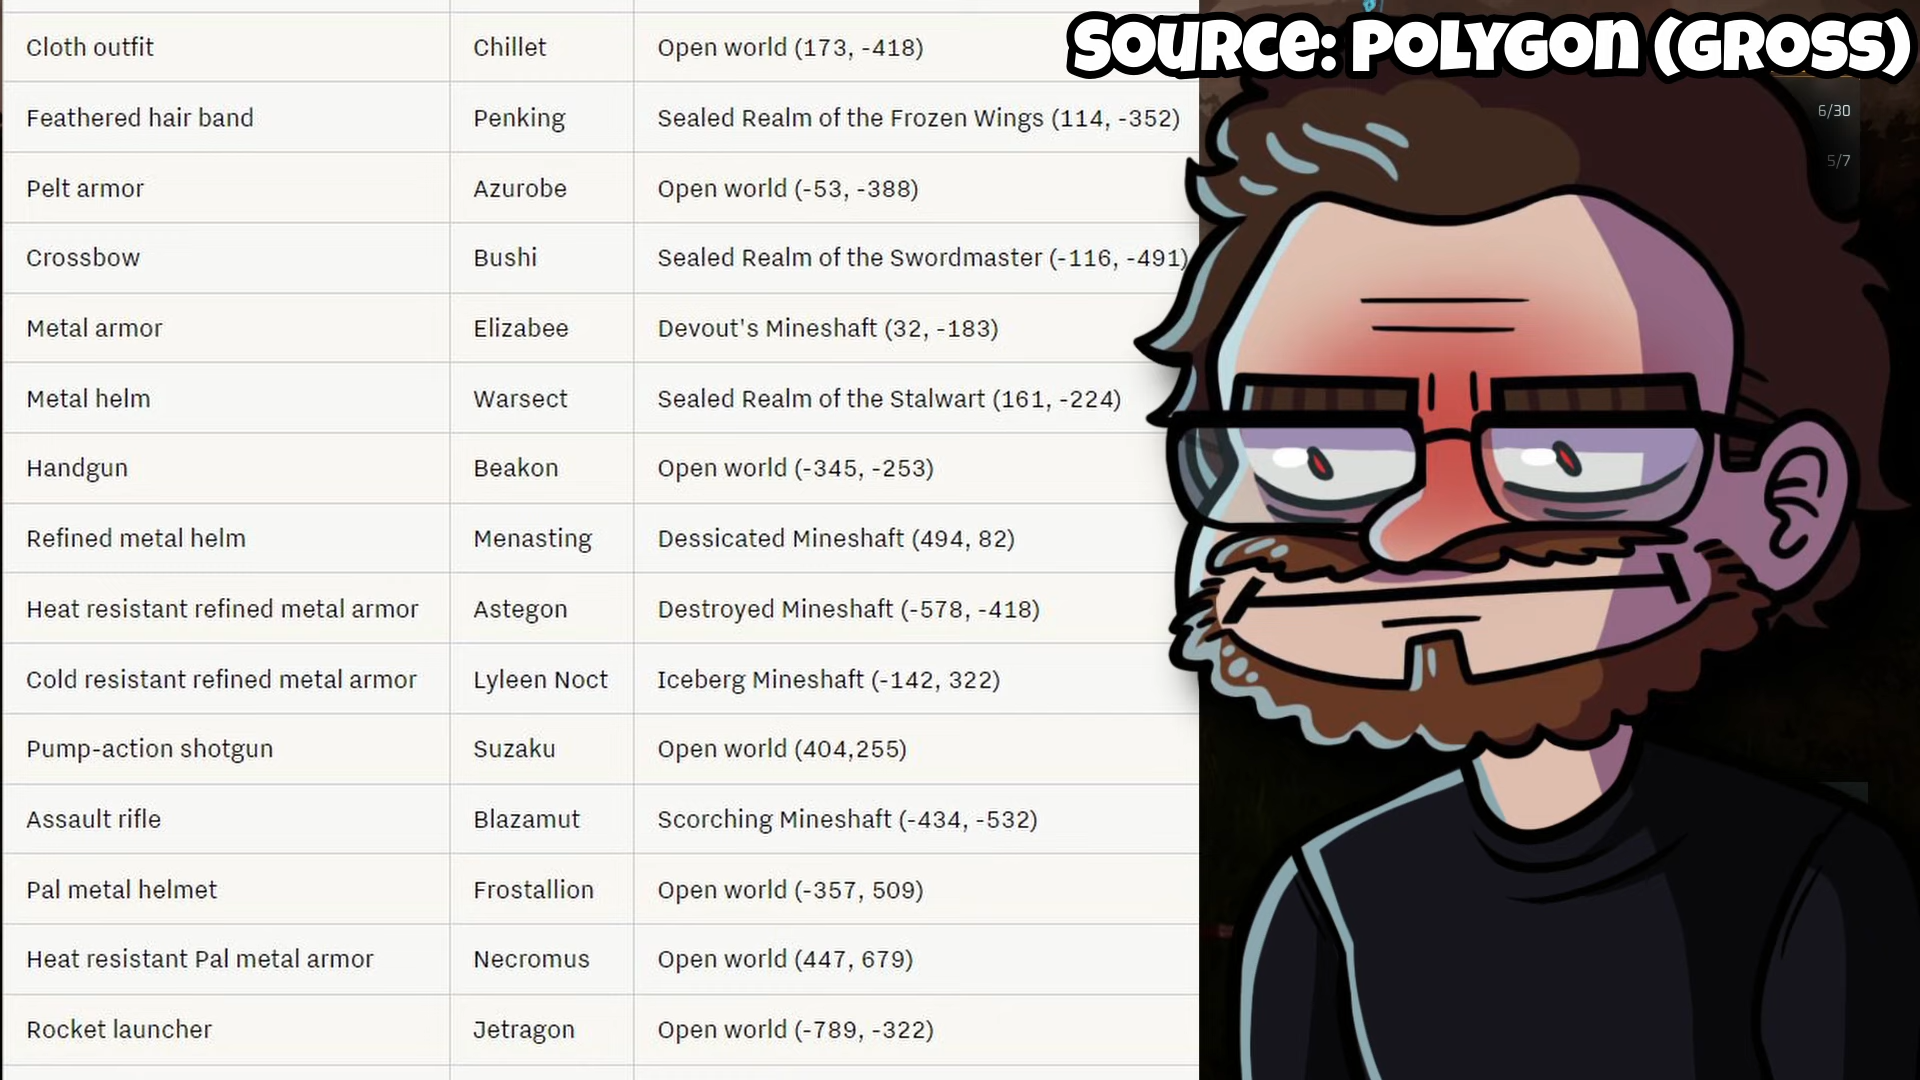 SOURCE: POLYGON (GROSS)
6/30
5/7
Cloth outfit Chillet Open world (173, -418)
Feathered hair band Penking Sealed Realm of the Frozen Wings (114, -352)
Pelt armor Azurobe Open world (-53, -388)
Crossbow Bushi Sealed Realm of the Swordmaster (-116, -491)
Metal armor Elizabee Devout's Mineshaft (32, -183)
Metal helm Warsect Sealed Realm of the Stalwart (161, -224)
Handgun Beakon Open world (-345, -253)
Refined metal helm Menasting Dessicated Mineshaft (494, 82)
Heat resistant refined metal armor Astegon Destroyed Mineshaft (-578, -418)
Cold resistant refined metal armor Lyleen Noct Iceberg Mineshaft (-142, 322)
Pump-action shotgun Suzaku Open world (404,255)
Assault rifle Blazamut Scorching Mineshaft (-434, -532)
Pal metal helmet Frostallion Open world (-357, 509)
Heat resistant Pal metal armor Necromus Open world (447, 679)
Rocket launcher Jetragon Open world (-789, -322)